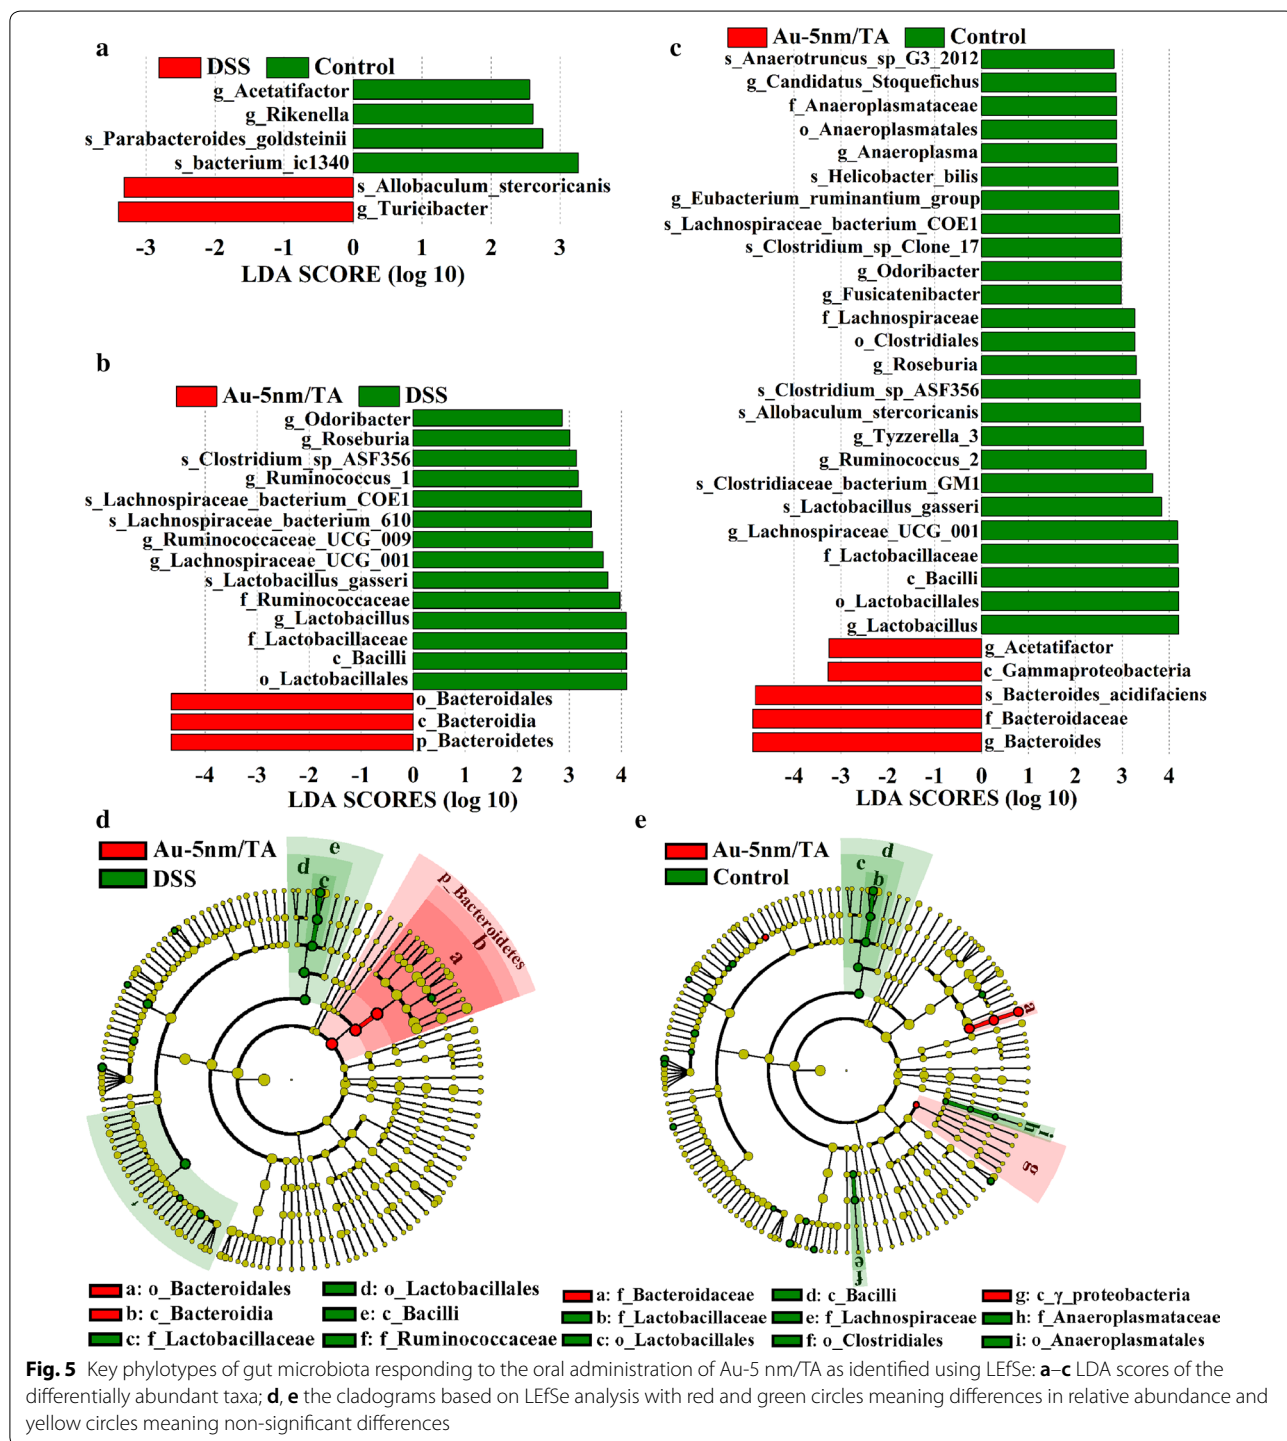 a
DSS Control
g_Acetatifactor
g_Rikenella
s_Parabacteroides_goldsteinii
s_bacterium_ic1340
s_Allobaculum_stercoricanis
g_Turicibacter
-3 -2 -1 0 1 2 3
LDA SCORE (log 10)
b
Au-5nm/TA DSS
g_Odoribacter
g_Roseburia
s_Clostridium_sp_ASF356
g_Ruminococcus_1
s_Lachnospiraceae_bacterium_COE1
s_Lachnospiraceae_bacterium_610
g_Ruminococcaceae_UCG_009
g_Lachnospiraceae_UCG_001
s_Lactobacillus_gasseri
f_Ruminococcaceae
g_Lactobacillus
f_Lactobacillaceae
c_Bacilli
o_Lactobacillales
o_Bacteroidales
c_Bacteroidia
p_Bacteroidetes
-4 -3 -2 -1 0 1 2 3 4
LDA SCORES (log 10)
c
Au-5nm/TA Control
s_Anaerotruncus_sp_G3_2012
g_Candidatus_Stoquefichus
f_Anaeroplasmataceae
o_Anaeroplasmatales
g_Anaeroplasma
s_Helicobacter_bilis
g_Eubacterium_ruminantium_group
s_Lachnospiraceae_bacterium_COE1
s_Clostridium_sp_Clone_17
g_Odoribacter
g_Fusicatenibacter
f_Lachnospiraceae
o_Clostridiales
g_Roseburia
s_Clostridium_sp_ASF356
s_Allobaculum_stercoricanis
g_Tyzzerella_3
g_Ruminococcus_2
s_Clostridiaceae_bacterium_GM1
s_Lactobacillus_gasseri
g_Lachnospiraceae_UCG_001
f_Lactobacillaceae
c_Bacilli
o_Lactobacillales
g_Lactobacillus
g_Acetatifactor
c_Gammaproteobacteria
s_Bacteroides_acidifaciens
f_Bacteroidaceae
g_Bacteroides
-4 -3 -2 -1 0 1 2 3 4
LDA SCORES (log 10)
d
Au-5nm/TA
DSS
e
d
c
p_Bacteroidetes
b
a
f
a: o_Bacteroidales
b: c_Bacteroidia
c: f_Lactobacillaceae
d: o_Lactobacillales
e: c_Bacilli
f: f_Ruminococcaceae
e
Au-5nm/TA
Control
d
c
b
a
i
h
g
e
f
a: f_Bacteroidaceae
b: f_Lactobacillaceae
c: o_Lactobacillales
d: c_Bacilli
e: f_Lachnospiraceae
f: o_Clostridiales
g: c_γ_proteobacteria
h: f_Anaeroplasmataceae
i: o_Anaeroplasmatales
Fig. 5 Key phylotypes of gut microbiota responding to the oral administration of Au-5 nm/TA as identified using LEfSe: a–c LDA scores of the
differentially abundant taxa; d, e the cladograms based on LEfSe analysis with red and green circles meaning differences in relative abundance and
yellow circles meaning non-significant differences